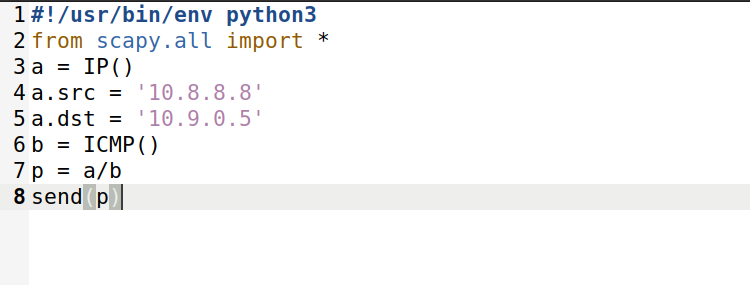 1 #!/usr/bin/env python3
2 from scapy.all import *
3 a = IP()
4 a.src = '10.8.8.8'
5 a.dst = '10.9.0.5'
6 b = ICMP()
7 p = a/b
8 send(p)